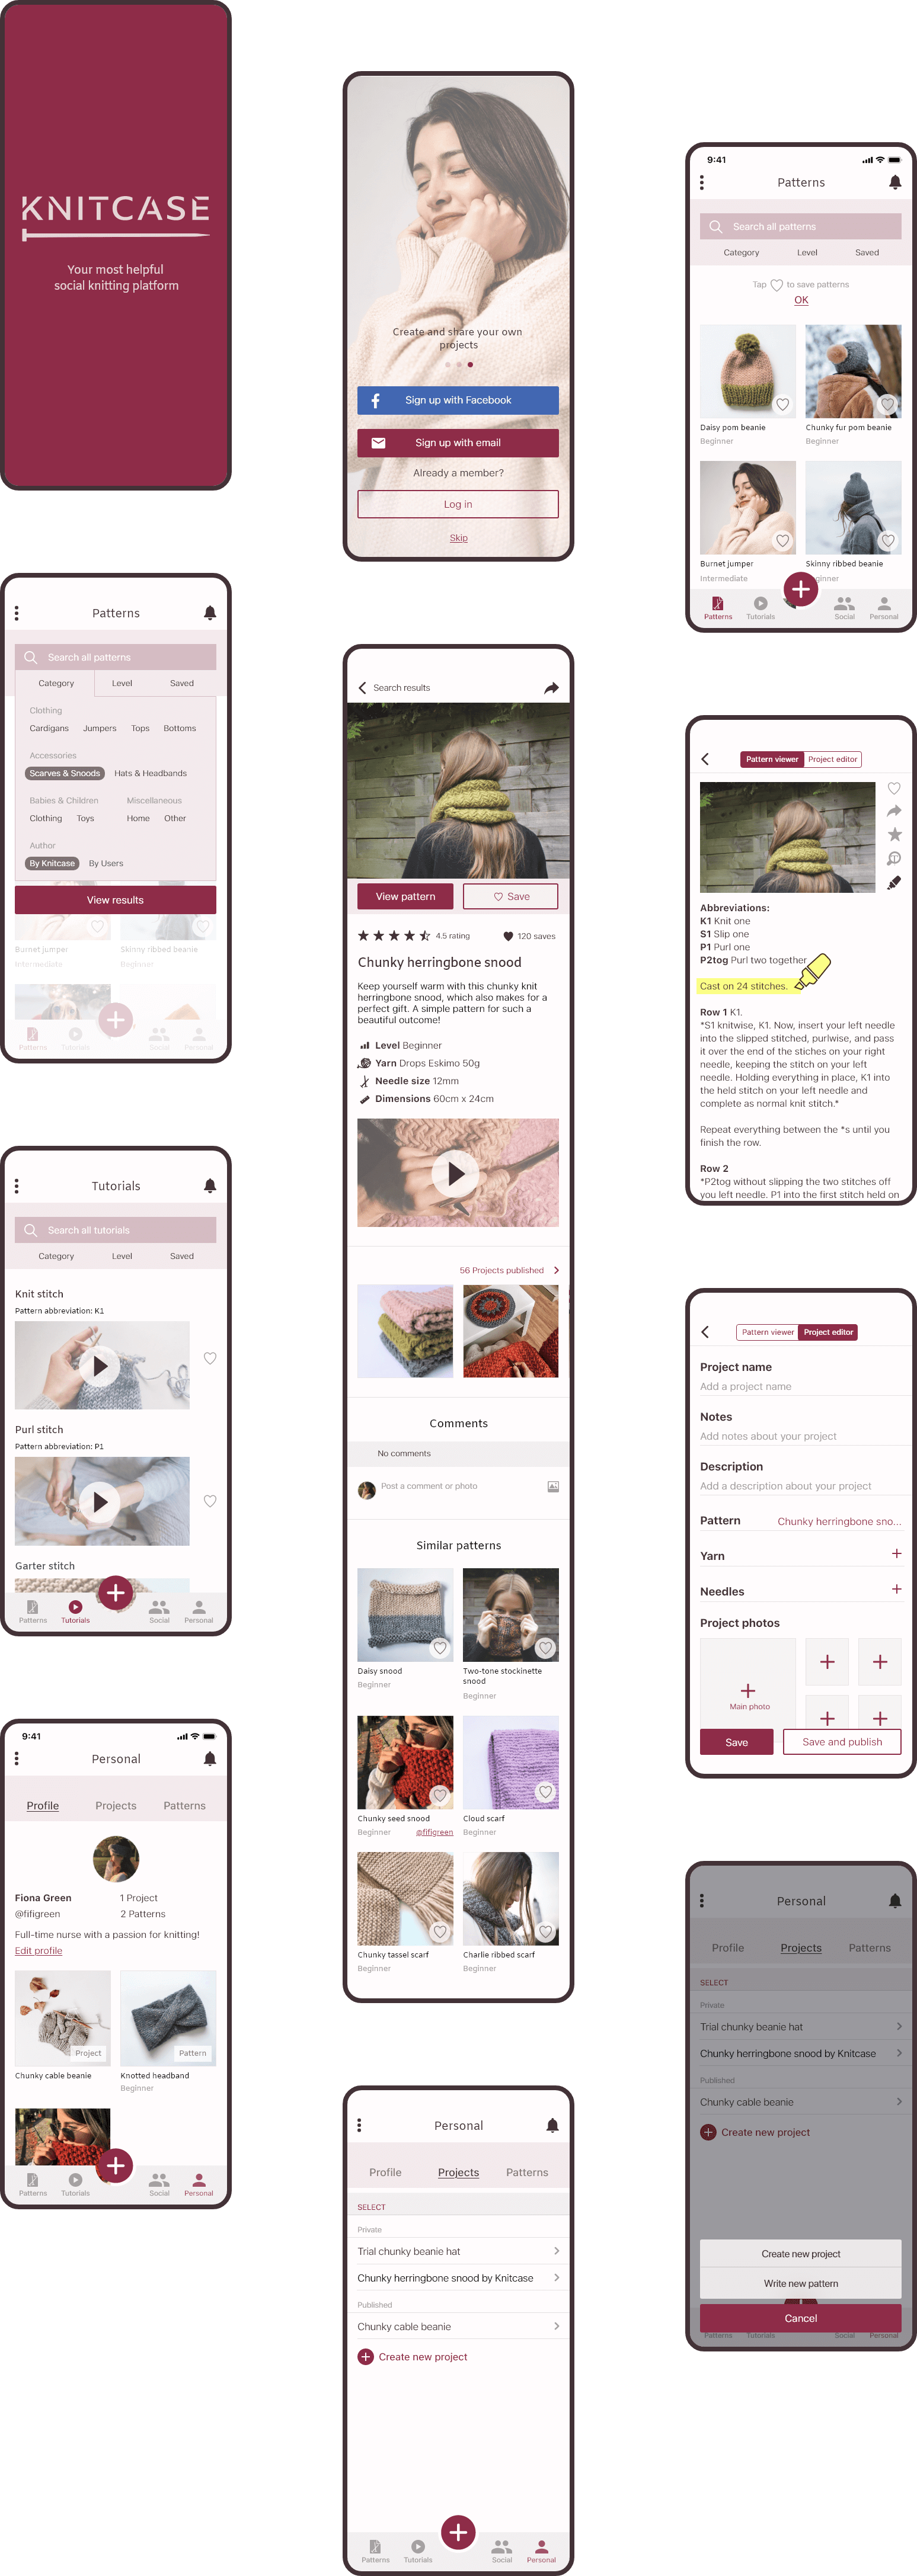 KNITCASE
Your most helpful
social knitting platform
Create and share your own
projects
Sign up with Facebook
Sign up with email
Already a member?
Log in
Skip
9:41
Patterns
Search all patterns
Category Level Saved
Tap to save patterns
OK
Daisy pom beanie
Beginner
Chunky fur pom beanie
Beginner
Burnet jumper
Intermediate
Skinny ribbed beanie
Beginner
Patterns Tutorials Social Personal
Patterns
Search all patterns
Category Level Saved
Clothing
Cardigans Jumpers Tops Bottoms
Accessories
Scarves & Snoods Hats & Headbands
Babies & Children Miscellaneous
Clothing Toys Home Other
Author
By Knitcase By Users
View results
Burnet jumper Skinny ribbed beanie
Intermediate Beginner
Patterns Tutorials Social Personal
Search results
View pattern Save
4.5 rating 120 saves
Chunky herringbone snood
Keep yourself warm with this chunky knit
herringbone snood, which also makes for a
perfect gift. A simple pattern for such a
beautiful outcome!
Level Beginner
Yarn Drops Eskimo 50g
Needle size 12mm
Dimensions 60cm x 24cm
56 Projects published
Comments
No comments
Post a comment or photo
Similar patterns
Daisy snood
Beginner
Two-tone stockinette
snood
Beginner
Chunky seed snood
Beginner @fifigreen
Cloud scarf
Beginner
Chunky tassel scarf
Beginner
Charlie ribbed scarf
Beginner
Pattern viewer Project editor
Abbreviations:
K1 Knit one
S1 Slip one
P1 Purl one
P2tog Purl two together
Cast on 24 stitches.
Row 1 K1.
*S1 knitwise, K1. Now, insert your left needle
into the slipped stitched, purlwise, and pass
it over the end of the stiches on your right
needle, keeping the stitch on your left
needle. Holding everything in place, K1 into
the held stitch on your left needle and
complete as normal knit stitch.*
Repeat everything between the *s until you
finish the row.
Row 2
*P2tog without slipping the two stitches off
you left needle. P1 into the first stitch held on
Tutorials
Search all tutorials
Category Level Saved
Knit stitch
Pattern abbreviation: K1
Purl stitch
Pattern abbreviation: P1
Garter stitch
Patterns Tutorials Social Personal
Pattern viewer Project editor
Project name
Add a project name
Notes
Add notes about your project
Description
Add a description about your project
Pattern Chunky herringbone sno...
Yarn
Needles
Project photos
Main photo
Save Save and publish
9:41
Personal
Profile Projects Patterns
Fiona Green 1 Project
@fifigreen 2 Patterns
Full-time nurse with a passion for knitting!
Edit profile
Project
Pattern
Chunky cable beanie
Knotted headband
Beginner
Patterns Tutorials Social Personal
Personal
Profile Projects Patterns
SELECT
Private
Trial chunky beanie hat
Chunky herringbone snood by Knitcase
Published
Chunky cable beanie
Create new project
Patterns Tutorials Social Personal
Personal
Profile Projects Patterns
SELECT
Private
Trial chunky beanie hat
Chunky herringbone snood by Knitcase
Published
Chunky cable beanie
Create new project
Create new project
Write new pattern
Cancel
Patterns Tutorials Social Personal